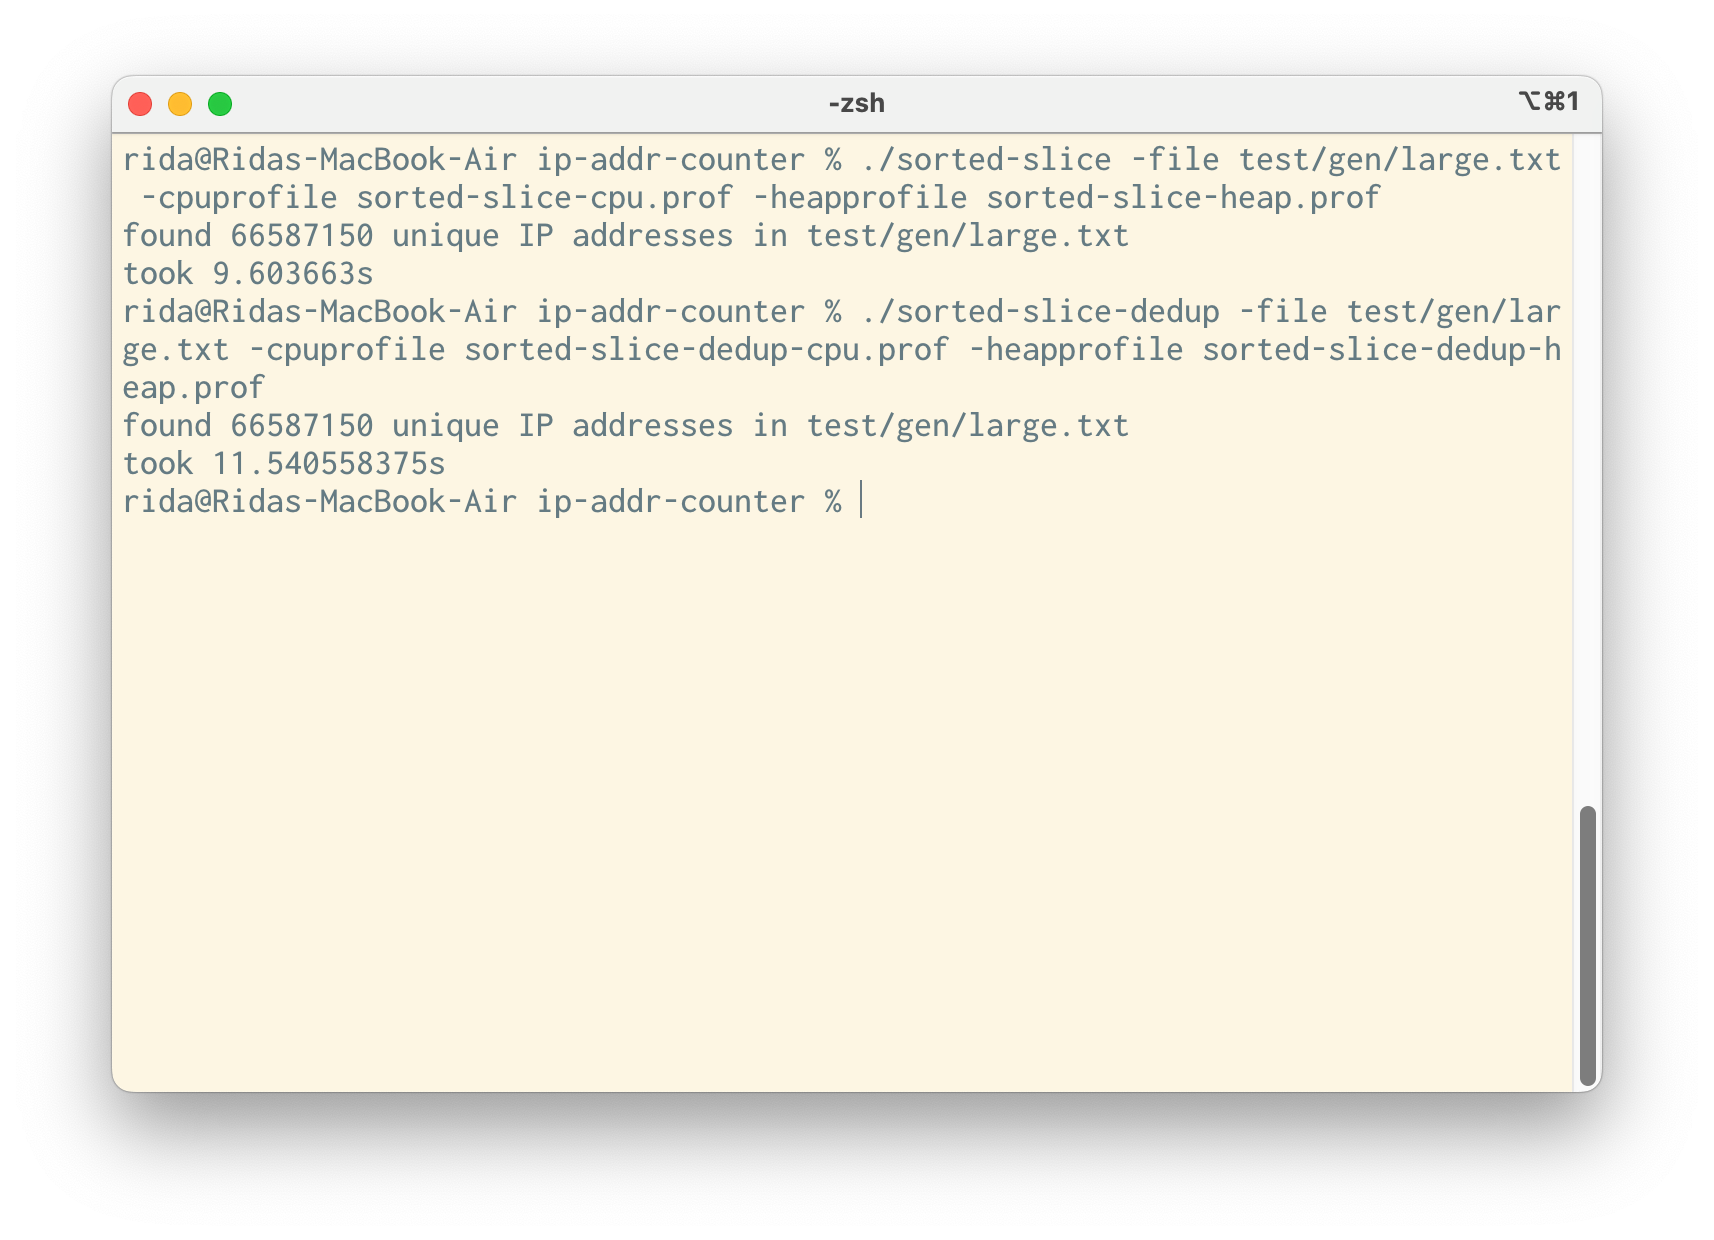 -zsh
⌥⌘1
rida@Ridas-MacBook-Air ip-addr-counter % ./sorted-slice -file test/gen/large.txt
 -cpuprofile sorted-slice-cpu.prof -heapprofile sorted-slice-heap.prof
found 66587150 unique IP addresses in test/gen/large.txt
took 9.603663s
rida@Ridas-MacBook-Air ip-addr-counter % ./sorted-slice-dedup -file test/gen/lar
ge.txt -cpuprofile sorted-slice-dedup-cpu.prof -heapprofile sorted-slice-dedup-h
eap.prof
found 66587150 unique IP addresses in test/gen/large.txt
took 11.540558375s
rida@Ridas-MacBook-Air ip-addr-counter %